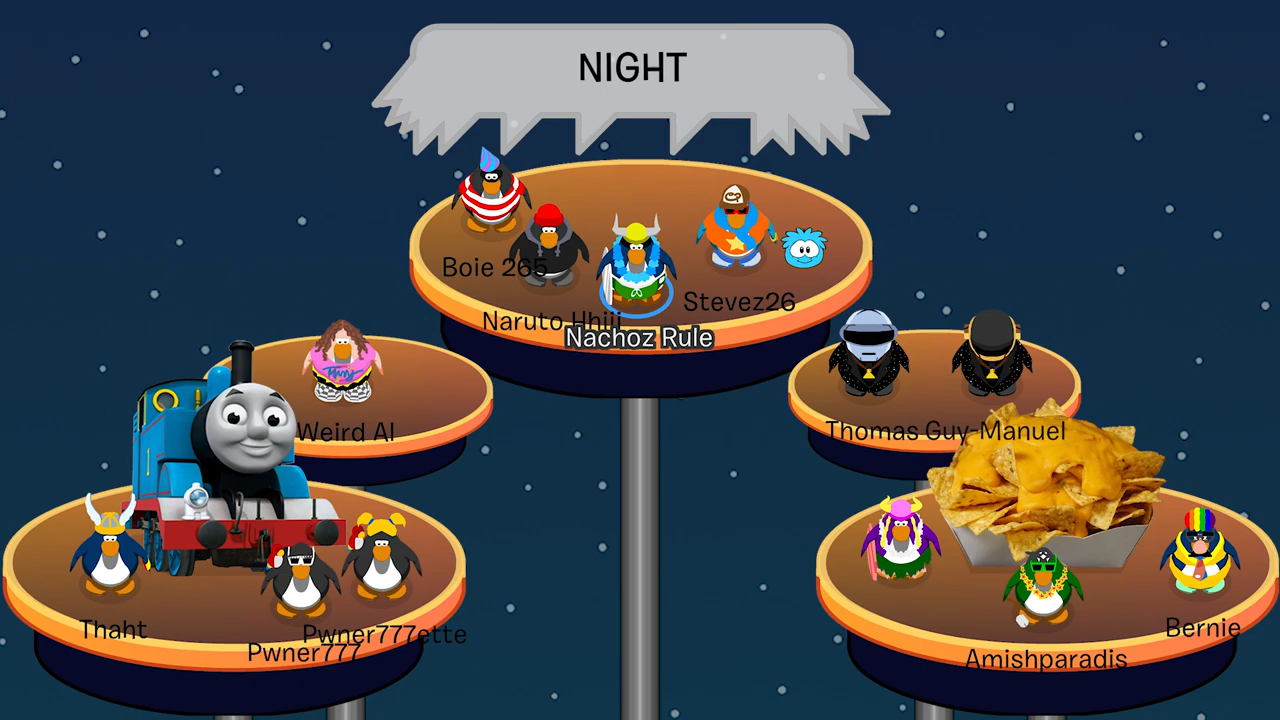 NIGHT
Boie 265
Naruto Hhiii
Stevez26
Nachoz Rule
Weird Al
Thomas
Guy-Manuel
Thaht
Pwner777ette
Pwner777
Bernie
Amishparadis